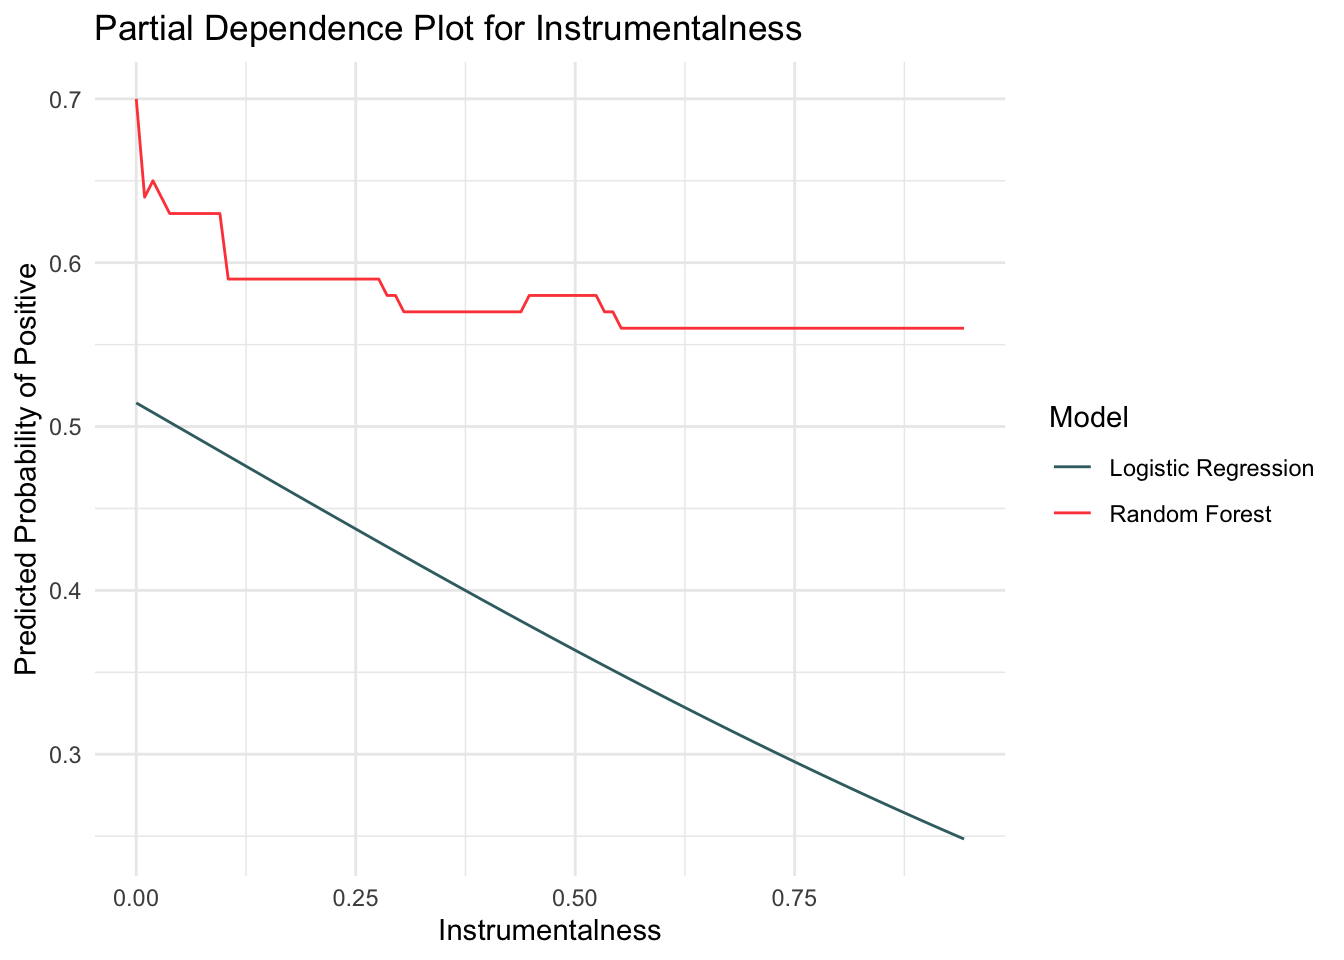 Partial Dependence Plot for Instrumentalness
Predicted Probability of Positive
0.7
0.6
0.5
0.4
0.3
0.00 0.25 0.50 0.75
Instrumentalness
Model
Logistic Regression
Random Forest